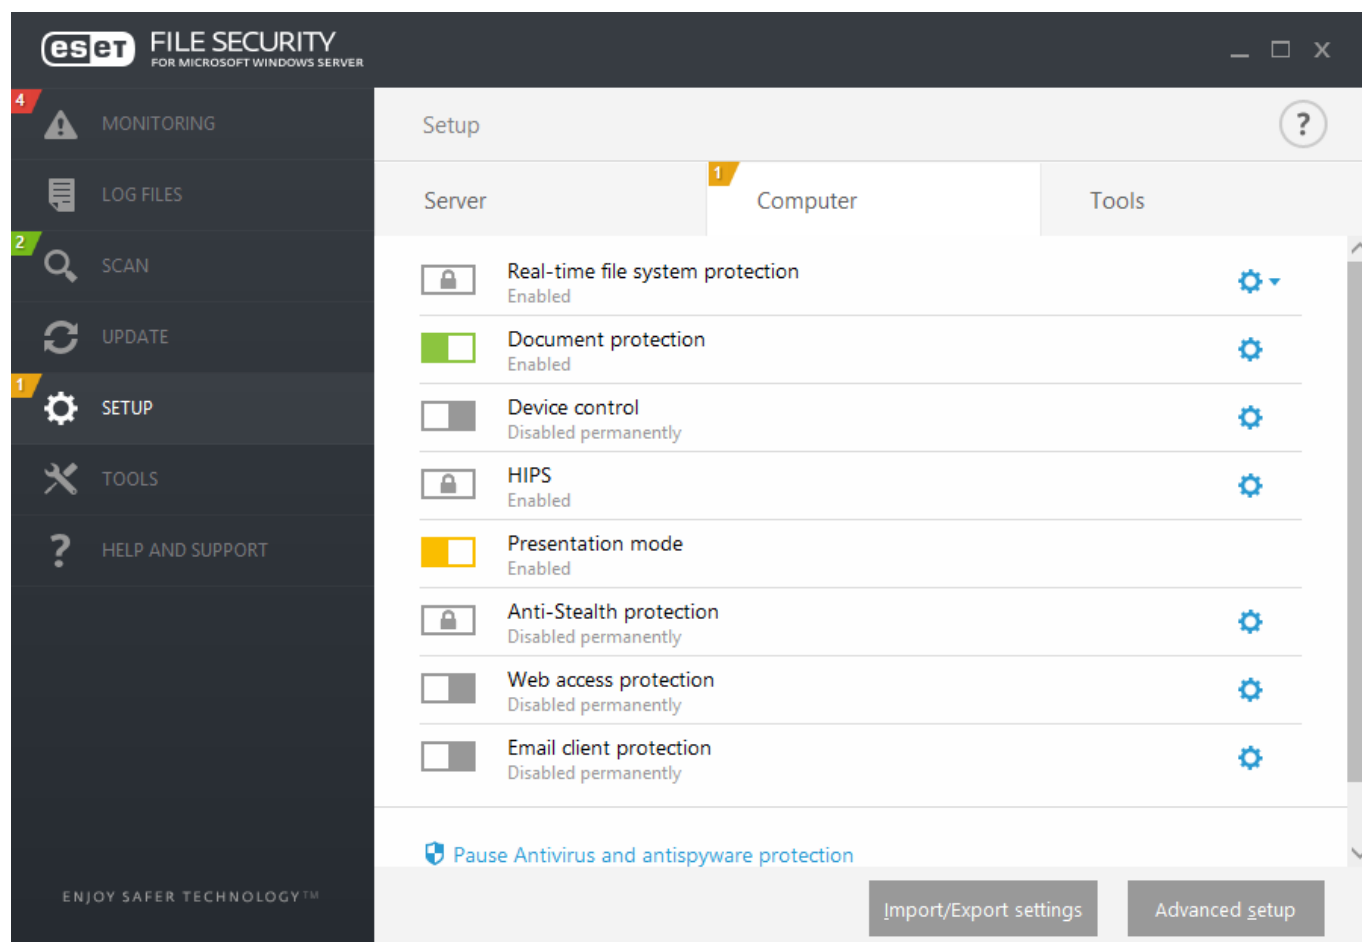 eset FILE SECURITY
FOR MICROSOFT WINDOWS SERVER
4
MONITORING
LOG FILES
2
SCAN
UPDATE
1
SETUP
TOOLS
? HELP AND SUPPORT
ENJOY SAFER TECHNOLOGY™
Setup ?
Server
1
Computer
Tools
Real-time file system protection
Enabled
Document protection
Enabled
Device control
Disabled permanently
HIPS
Enabled
Presentation mode
Enabled
Anti-Stealth protection
Disabled permanently
Web access protection
Disabled permanently
Email client protection
Disabled permanently
Pause Antivirus and antispyware protection
Import/Export settings
Advanced setup